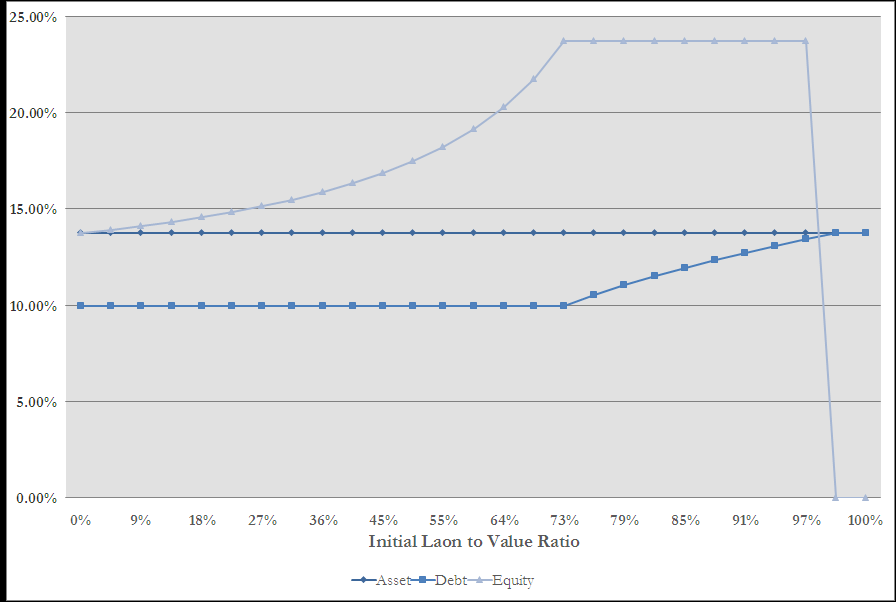 25.00%
20.00%
15.00%
10.00%
5.00%
0.00%
0% 9% 18% 27% 36% 45% 55% 64% 73% 79% 85% 91% 97% 100%
Initial Laon to Value Ratio
Asset Debt Equity